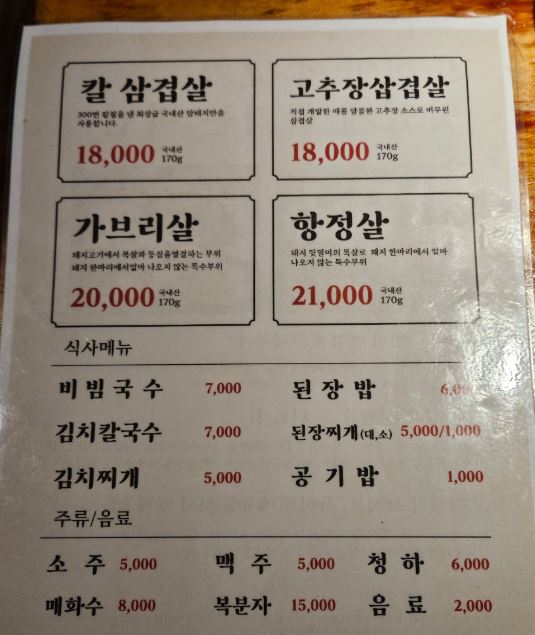 칼 삼겹살
300번 칼집을 낸 최상급 국내산 암돼지만을
사용합니다.
18,000 국내산 170g
고추장삼겹살
직접 개발한 매콤 달콤한 고추장 소스로 버무린
삼겹살
18,000 국내산 170g
가브리살
돼지고기에서 목살과 등심을연결하는 부위
돼지 한마리에서얼마 나오지 않는 특수부위
20,000 국내산 170g
항정살
돼지 뒷덜미의 목살로 돼지 한마리에서 얼마
나오지 않는 특수부위
21,000 국내산 170g
식사메뉴
비빔국수 7,000 된장밥
김치칼국수 7,000 된장찌개(대,소) 5,000/1,000
김치찌개 5,000 공기밥 1,000
주류/음료
소주 5,000 맥주 5,000 청하 6,000
매화수 8,000 복분자 15,000 음료 2,000